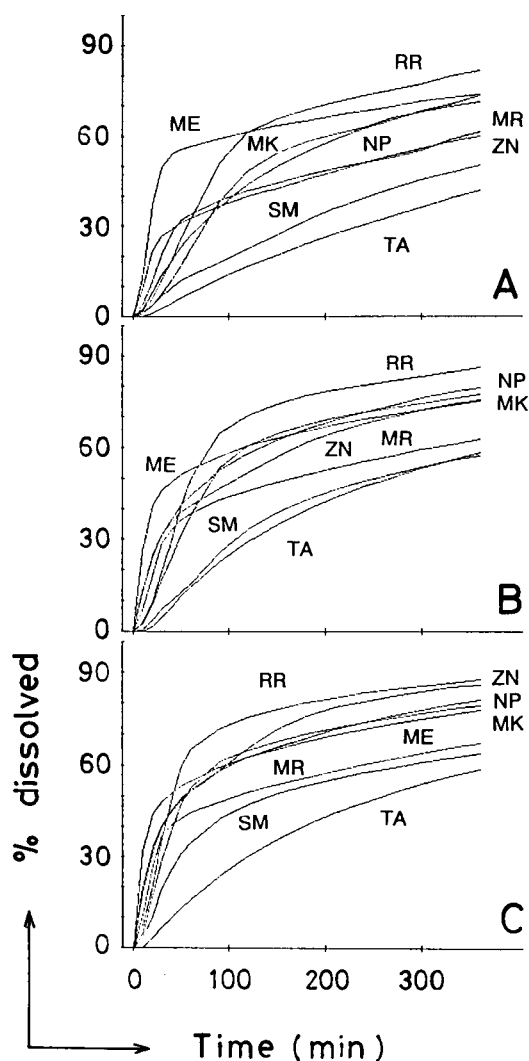 90
RR
ME
MK
NP
MR
60
ZN
30
SM
TA
0
A
90
RR
NP
MK
60
ME
ZN
MR
30
SM
TA
0
B
90
RR
ZN
NP
MK
ME
60
MR
SM
TA
30
0
C
0 100 200 300
% dissolved
Time (min)